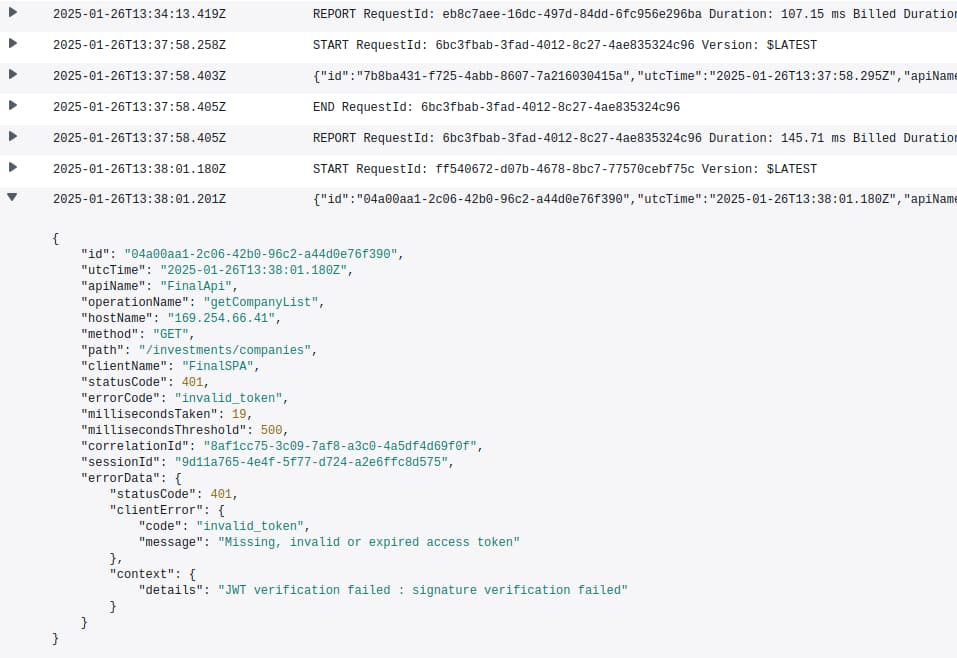 2025-01-26T13:34:13.419Z REPORT RequestId: eb8c7aee-16dc-497d-84dd-6fc956e296ba Duration: 107.15 ms Billed Duration
2025-01-26T13:37:58.258Z START RequestId: 6bc3fbab-3fad-4012-8c27-4ae835324c96 Version: $LATEST
2025-01-26T13:37:58.403Z {"id":"7b8ba431-f725-4abb-8607-7a216030415a","utcTime":"2025-01-26T13:37:58.295Z","apiName
2025-01-26T13:37:58.405Z END RequestId: 6bc3fbab-3fad-4012-8c27-4ae835324c96
2025-01-26T13:37:58.405Z REPORT RequestId: 6bc3fbab-3fad-4012-8c27-4ae835324c96 Duration: 145.71 ms Billed Duration
2025-01-26T13:38:01.180Z START RequestId: ff540672-d07b-4678-8bc7-77570cebf75c Version: $LATEST
2025-01-26T13:38:01.201Z {"id":"04a00aa1-2c06-42b0-96c2-a44d0e76f390","utcTime":"2025-01-26T13:38:01.180Z","apiName
{
    "id": "04a00aa1-2c06-42b0-96c2-a44d0e76f390",
    "utcTime": "2025-01-26T13:38:01.180Z",
    "apiName": "FinalApi",
    "operationName": "getCompanyList",
    "hostName": "169.254.66.41",
    "method": "GET",
    "path": "/investments/companies",
    "clientName": "FinalSPA",
    "statusCode": 401,
    "errorCode": "invalid_token",
    "millisecondsTaken": 19,
    "millisecondsThreshold": 500,
    "correlationId": "8af1cc75-3c09-7af8-a3c0-4a5df4d69f0f",
    "sessionId": "9d11a765-4e4f-5f77-d724-a2e6ffc8d575",
    "errorData": {
        "statusCode": 401,
        "clientError": {
            "code": "invalid_token",
            "message": "Missing, invalid or expired access token"
        },
        "context": {
            "details": "JWT verification failed : signature verification failed"
        }
    }
}